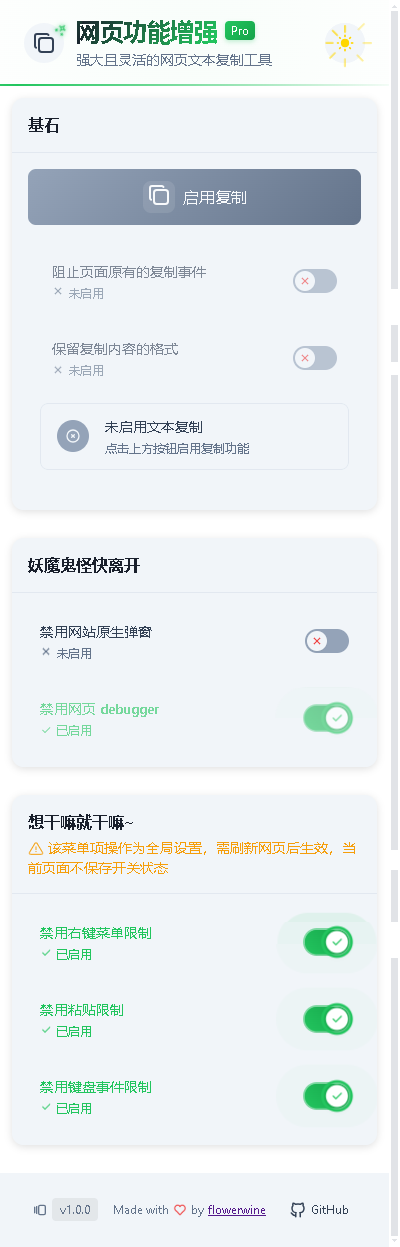 网页功能增强 Pro
强大且灵活的网页文本复制工具
基石
启用复制
阻止页面原有的复制事件
未启用
保留复制内容的格式
未启用
未启用文本复制
点击上方按钮启用复制功能
妖魔鬼怪快离开
禁用网站原生弹窗
未启用
禁用网页 debugger
已启用
想干嘛就干嘛~
该菜单项操作为全局设置，需刷新网页后生效，当
前页面不保存开关状态
禁用右键菜单限制
已启用
禁用粘贴限制
已启用
禁用键盘事件限制
已启用
v1.0.0 Made with by flowerwine GitHub